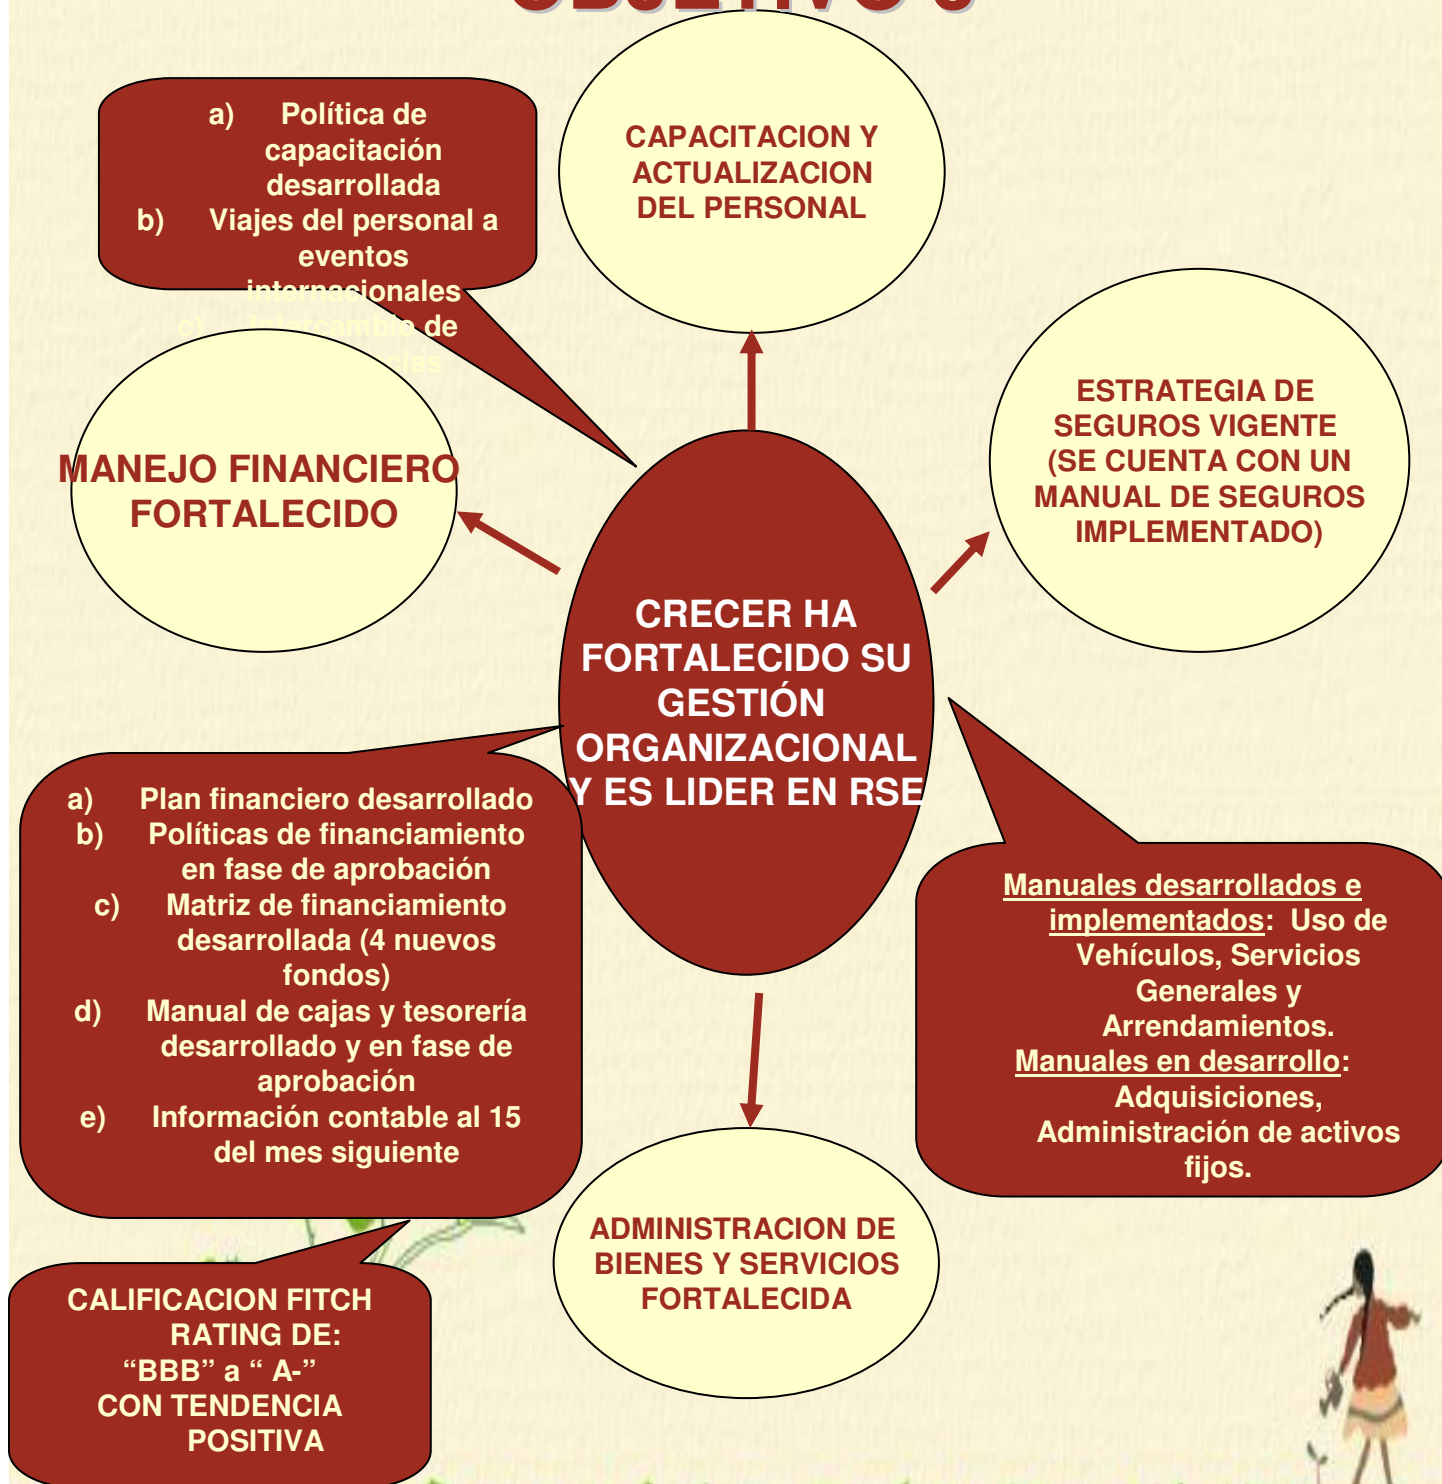 OBJETIVO
a) Política de
capacitación
desarrollada
b) Viajes del personal a
eventos
internacionales
c) Intercambio de
CAPACITACION Y
ACTUALIZACION
DEL PERSONAL
MANEJO FINANCIERO
FORTALECIDO
ESTRATEGIA DE
SEGUROS VIGENTE
(SE CUENTA CON UN
MANUAL DE SEGUROS
IMPLEMENTADO)
CRECER HA
FORTALECIDO SU
GESTIÓN
ORGANIZACIONAL
Y ES LIDER EN RSE
a) Plan financiero desarrollado
b) Políticas de financiamiento
en fase de aprobación
c) Matriz de financiamiento
desarrollada (4 nuevos
fondos)
d) Manual de cajas y tesorería
desarrollado y en fase de
aprobación
e) Información contable al 15
del mes siguiente
Manuales desarrollados e
implementados: Uso de
Vehículos, Servicios
Generales y
Arrendamientos.
Manuales en desarrollo:
Adquisiciones,
Administración de activos
fijos.
ADMINISTRACION DE
BIENES Y SERVICIOS
FORTALECIDA
CALIFICACION FITCH
RATING DE:
“BBB” a “ A-”
CON TENDENCIA
POSITIVA